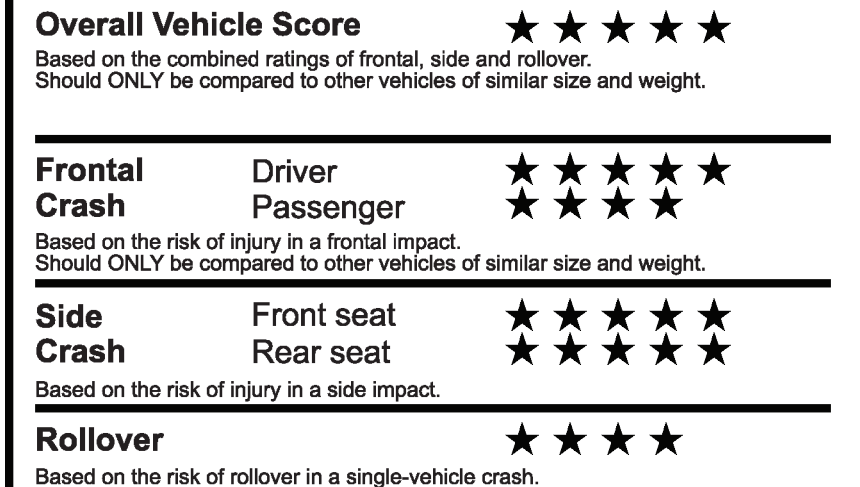 Overall Vehicle Score ★ ★ ★ ★ ★
Based on the combined ratings of frontal, side and rollover.
Should ONLY be compared to other vehicles of similar size and weight.
Frontal Driver ★ ★ ★ ★ ★
Crash Passenger ★ ★ ★ ★
Based on the risk of injury in a frontal impact.
Should ONLY be compared to other vehicles of similar size and weight.
Side Front seat ★ ★ ★ ★ ★
Crash Rear seat ★ ★ ★ ★ ★
Based on the risk of injury in a side impact.
Rollover ★ ★ ★ ★
Based on the risk of rollover in a single-vehicle crash.